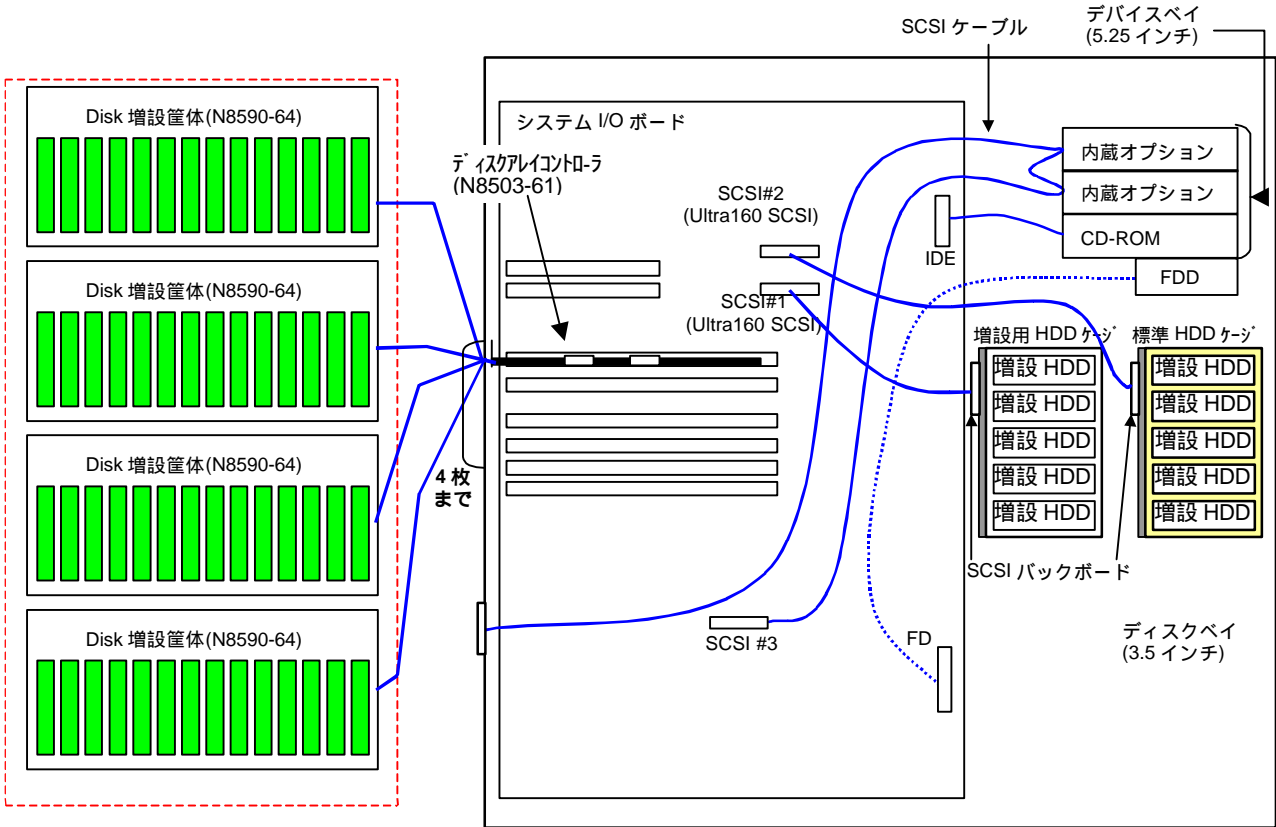 SCSI ケーブル
デバイスベイ
(5.25 インチ)
Disk 増設筐体(N8590-64)
Disk 増設筐体(N8590-64)
Disk 増設筐体(N8590-64)
Disk 増設筐体(N8590-64)
システム I/O ボード
ディスクアレイコントローラ
(N8503-61)
4 枚
まで
SCSI#2
(Ultra160 SCSI)
SCSI#1
(Ultra160 SCSI)
IDE
内蔵オプション
内蔵オプション
CD-ROM
FDD
増設用 HDD ケージ
増設 HDD
増設 HDD
増設 HDD
増設 HDD
増設 HDD
標準 HDD ケージ
増設 HDD
増設 HDD
増設 HDD
増設 HDD
増設 HDD
SCSI バックボード
SCSI #3
FD
ディスクベイ
(3.5 インチ)